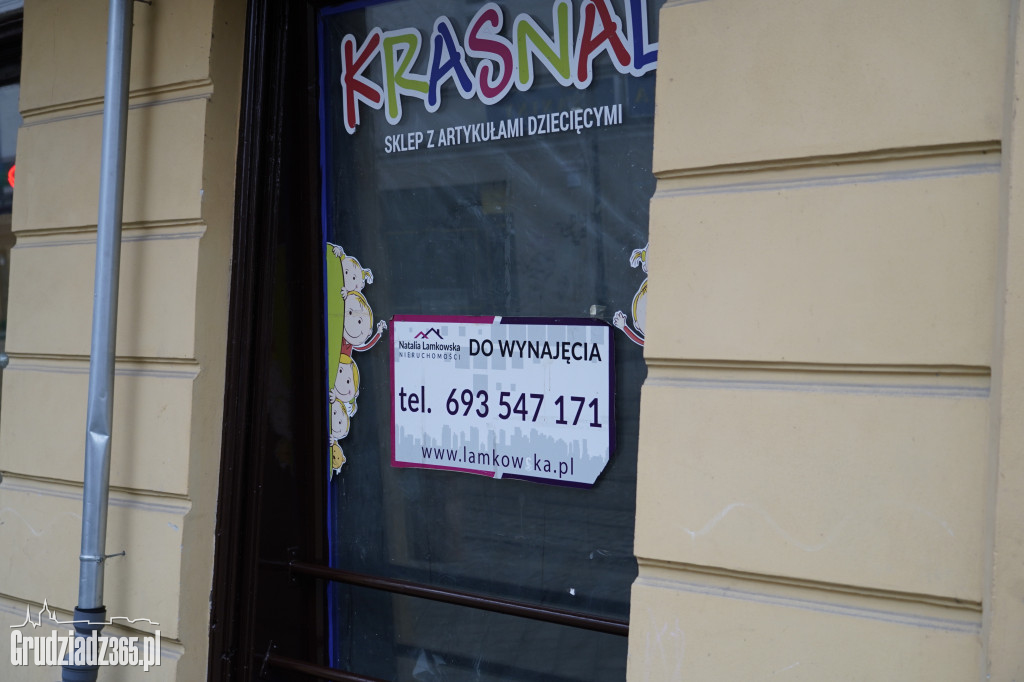 KRASNAL
SKLEP Z ARTYKUŁAMI DZIECIĘCYMI
Natalia Lamkowska
NIERUCHOMOŚCI
DO WYNAJĘCIA
tel. 693 547 171
www.lamkowska.pl
Grudziadz365.pl